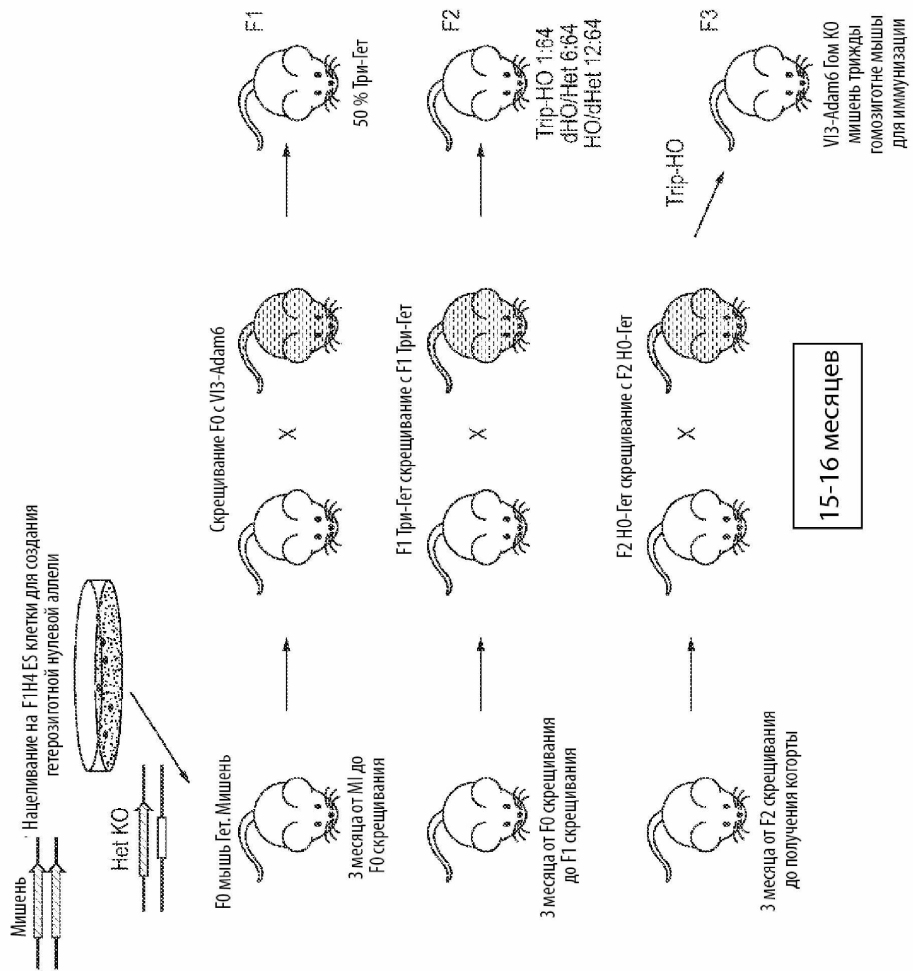 Мишень
Нацеливание на F1H4 ES клетки для создания
гетерозиготной нулевой аллели
Het KO
F0 мышь Гет. Мишень
3 месяца от MI до
F0 скрещивания
Скрещивание F0 с VI3-Adam6
X
F1
50 % Три-Гет
3 месяца от F0 скрещивания
до F1 скрещивания
F1 Три-Гет скрещивание с F1 Три-Гет
X
F2
Trip-HO 1:64
dHO/Het 6:64
HO/dHet 12:64
3 месяца от F2 скрещивания
до получения когорты
F2 HO-Гет скрещивание с F2 HO-Гет
X
Trip-HO
F3
VI3-Adam6 Гом KO
мишень трижды
гомозиготне мышы
для иммунизации
15-16 месяцев